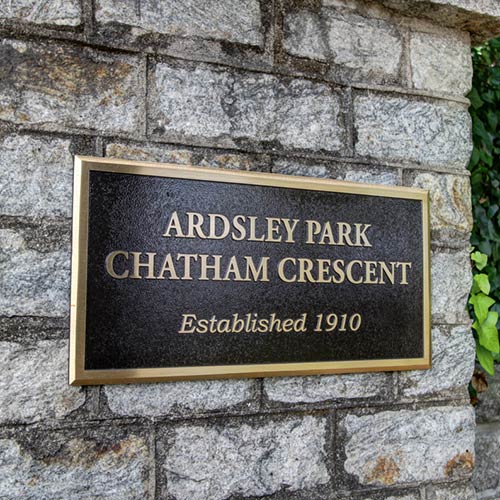 ARDSLEY PARK
CHATHAM CRESCENT
Established 1910